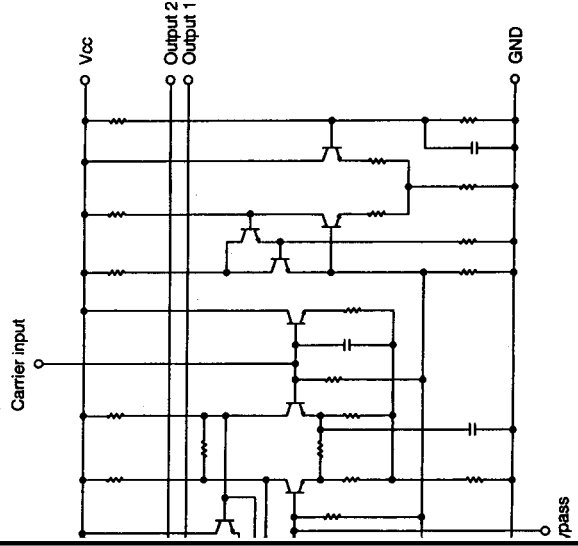 Vcc
Output 2
Output 1
GND
Carrier input
/pass